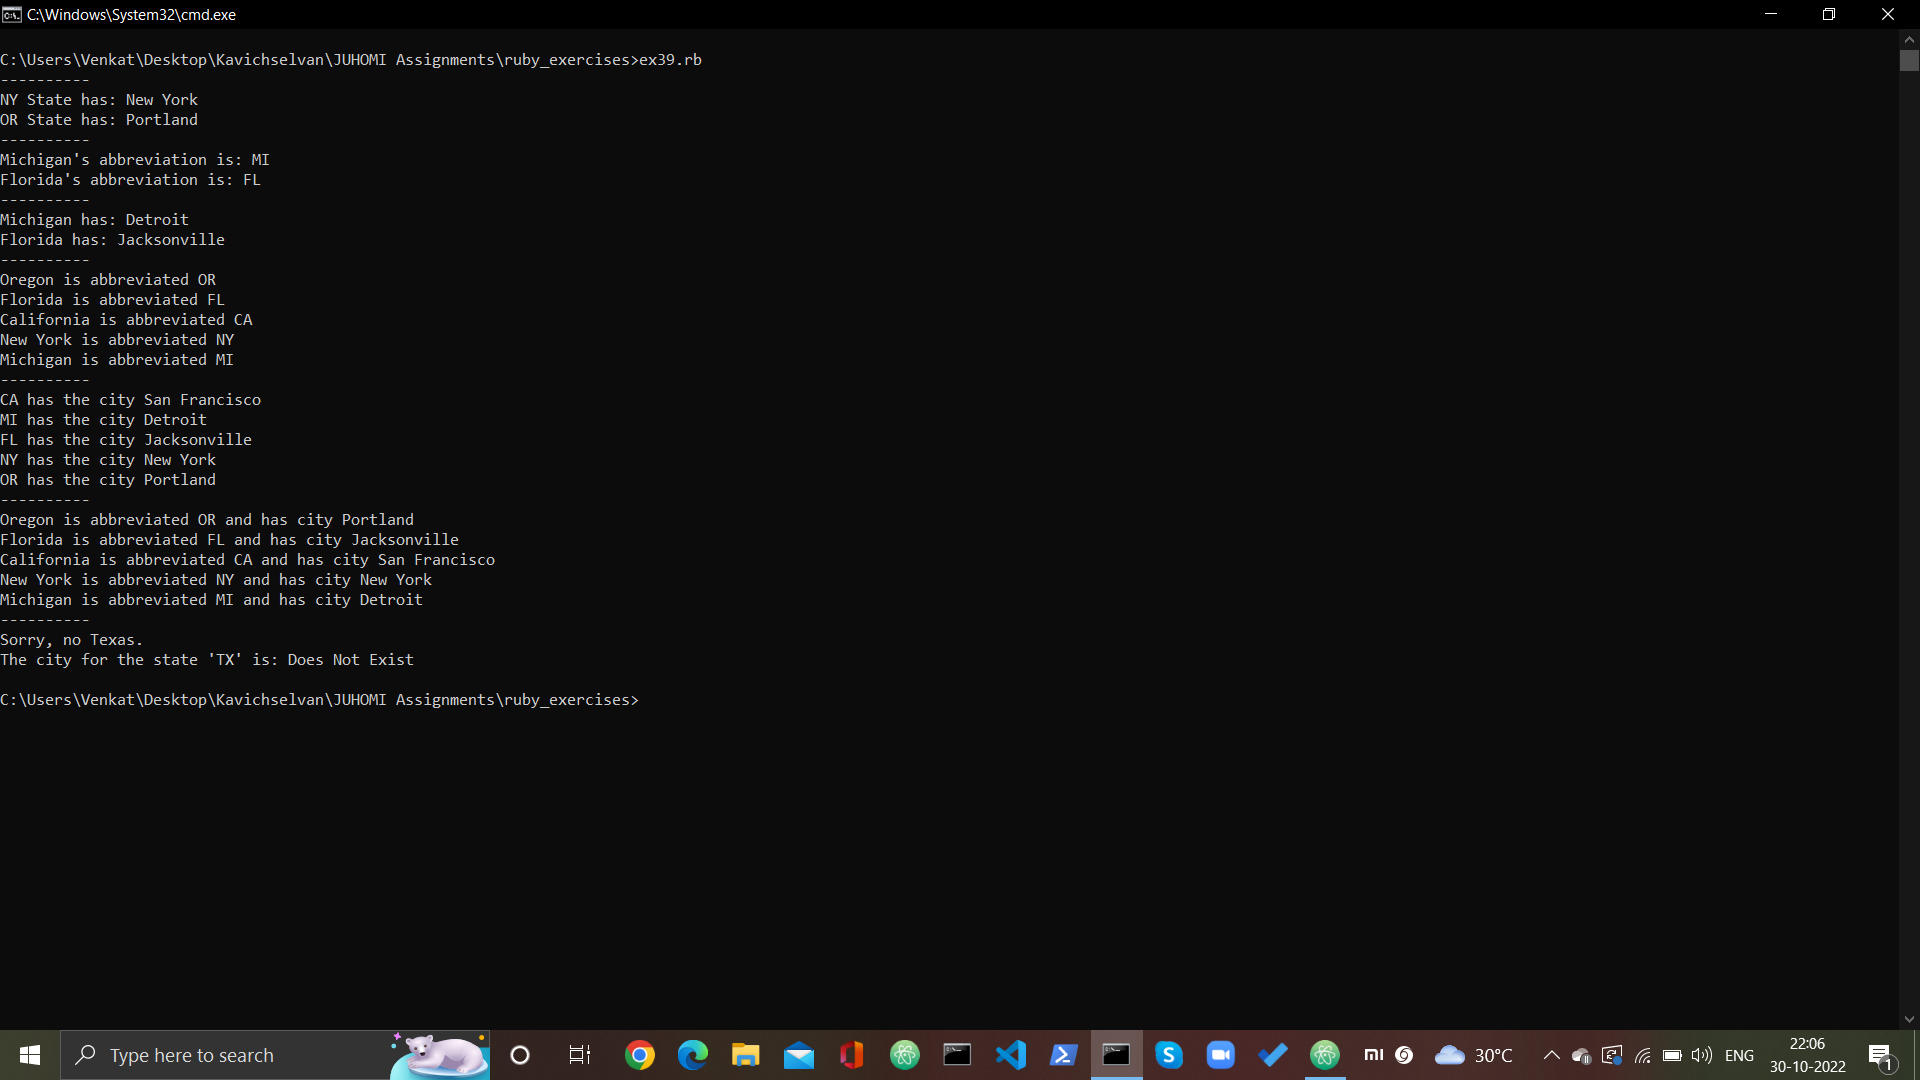 C:\Windows\System32\cmd.exe
C:\Users\Venkat\Desktop\Kavichselvan\JUHOMI Assignments\ruby_exercises>ex39.rb
----------
NY State has: New York
OR State has: Portland
----------
Michigan's abbreviation is: MI
Florida's abbreviation is: FL
----------
Michigan has: Detroit
Florida has: Jacksonville
----------
Oregon is abbreviated OR
Florida is abbreviated FL
California is abbreviated CA
New York is abbreviated NY
Michigan is abbreviated MI
----------
CA has the city San Francisco
MI has the city Detroit
FL has the city Jacksonville
NY has the city New York
OR has the city Portland
----------
Oregon is abbreviated OR and has city Portland
Florida is abbreviated FL and has city Jacksonville
California is abbreviated CA and has city San Francisco
New York is abbreviated NY and has city New York
Michigan is abbreviated MI and has city Detroit
----------
Sorry, no Texas.
The city for the state 'TX' is: Does Not Exist
C:\Users\Venkat\Desktop\Kavichselvan\JUHOMI Assignments\ruby_exercises>
Type here to search
30°C
ENG
22:06
30-10-2022
1